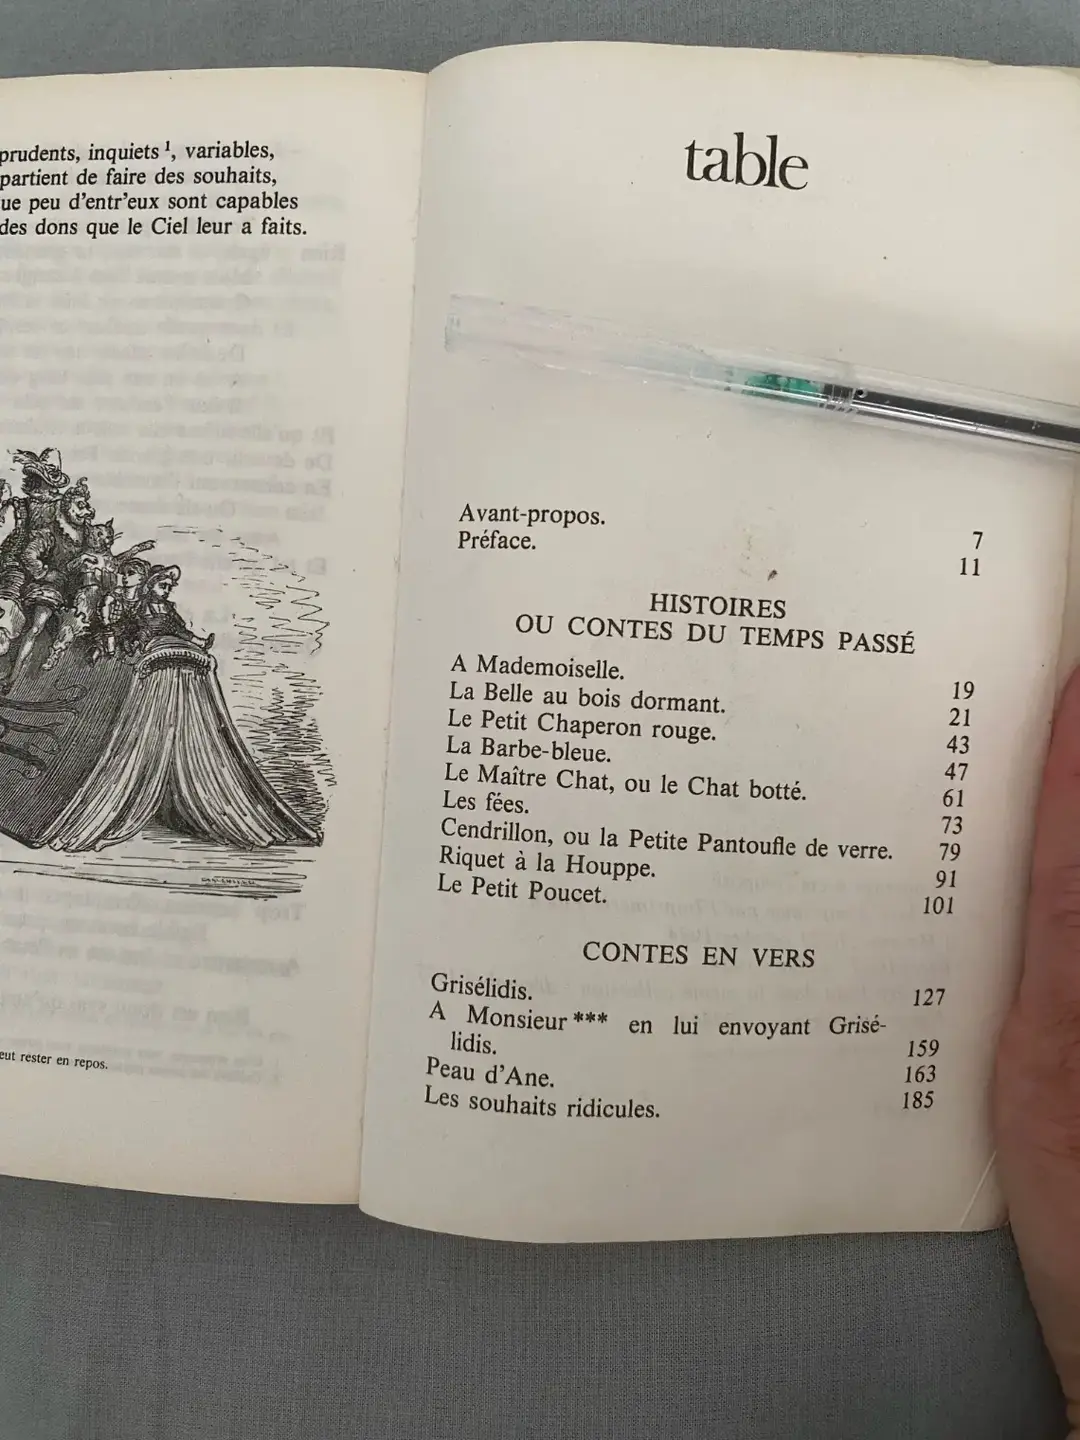 prudents, inquiets ¹, variables,
partient de faire des souhaits,
ue peu d'entr'eux sont capables
des dons que le Ciel leur a faits.
eut rester en repos.
table
Avant-propos. 7
Préface. 11
HISTOIRES
OU CONTES DU TEMPS PASSÉ
A Mademoiselle. 19
La Belle au bois dormant. 21
Le Petit Chaperon rouge. 43
La Barbe-bleue. 47
Le Maître Chat, ou le Chat botté. 61
Les fées. 73
Cendrillon, ou la Petite Pantoufle de verre. 79
Riquet à la Houppe. 91
Le Petit Poucet. 101
CONTES EN VERS
Grisélidis. 127
A Monsieur *** en lui envoyant Grisé-
lidis. 159
Peau d'Ane. 163
Les souhaits ridicules. 185